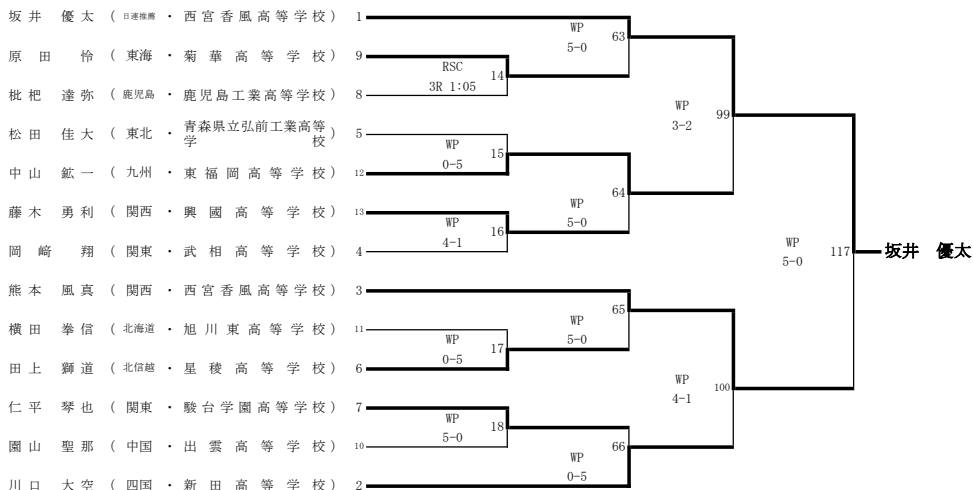 坂井 優太 ( 日連推薦 ・ 西宮香風高等学校 ) 1
原田 怜 ( 東海 ・ 菊華高等学校 ) 9
枇杷 達弥 ( 鹿児島 ・ 鹿児島工業高等学校 ) 8
松田 佳大 ( 東北 ・ 青森県立弘前工業高等学校 ) 5
中山 鉱一 ( 九州 ・ 東福岡高等学校 ) 12
藤木 勇利 ( 関西 ・ 興國高等学校 ) 13
岡﨑 翔 ( 関東 ・ 武相高等学校 ) 4
熊本 風真 ( 関西 ・ 西宮香風高等学校 ) 3
横田 拳信 ( 北海道 ・ 旭川東高等学校 ) 11
田上 獅道 ( 北信越 ・ 星稜高等学校 ) 6
仁平 琴也 ( 関東 ・ 駿台学園高等学校 ) 7
園山 聖那 ( 中国 ・ 出雲高等学校 ) 10
川口 大空 ( 四国 ・ 新田高等学校 ) 2
RSC
3R 1:05
14
WP
0-5
15
WP
4-1
16
WP
0-5
17
WP
5-0
18
WP
5-0
63
WP
5-0
64
WP
5-0
65
WP
0-5
66
WP
3-2
99
WP
4-1
100
WP
5-0
117
坂井 優太